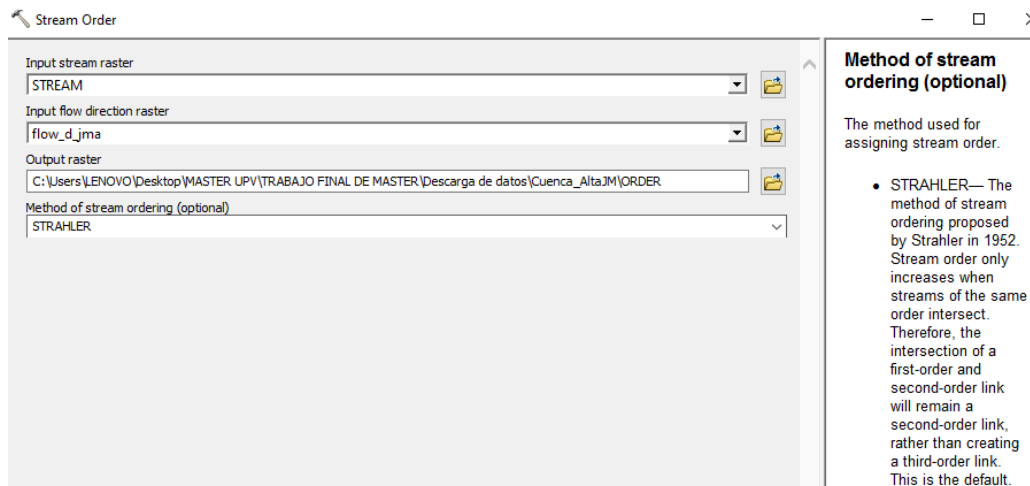 Stream Order
Input stream raster
STREAM
Input flow direction raster
flow_d_jma
Output raster
C:\Users\LENOVO\Desktop\MASTER UPV\TRABAJO FINAL DE MASTER\Descarga de datos\Cuenca_AltaJM\ORDER
Method of stream ordering (optional)
STRAHLER
Method of stream
ordering (optional)
The method used for
assigning stream order.
• STRAHLER— The
method of stream
ordering proposed
by Strahler in 1952.
Stream order only
increases when
streams of the same
order intersect.
Therefore, the
intersection of a
first-order and
second-order link
will remain a
second-order link,
rather than creating
a third-order link.
This is the default.